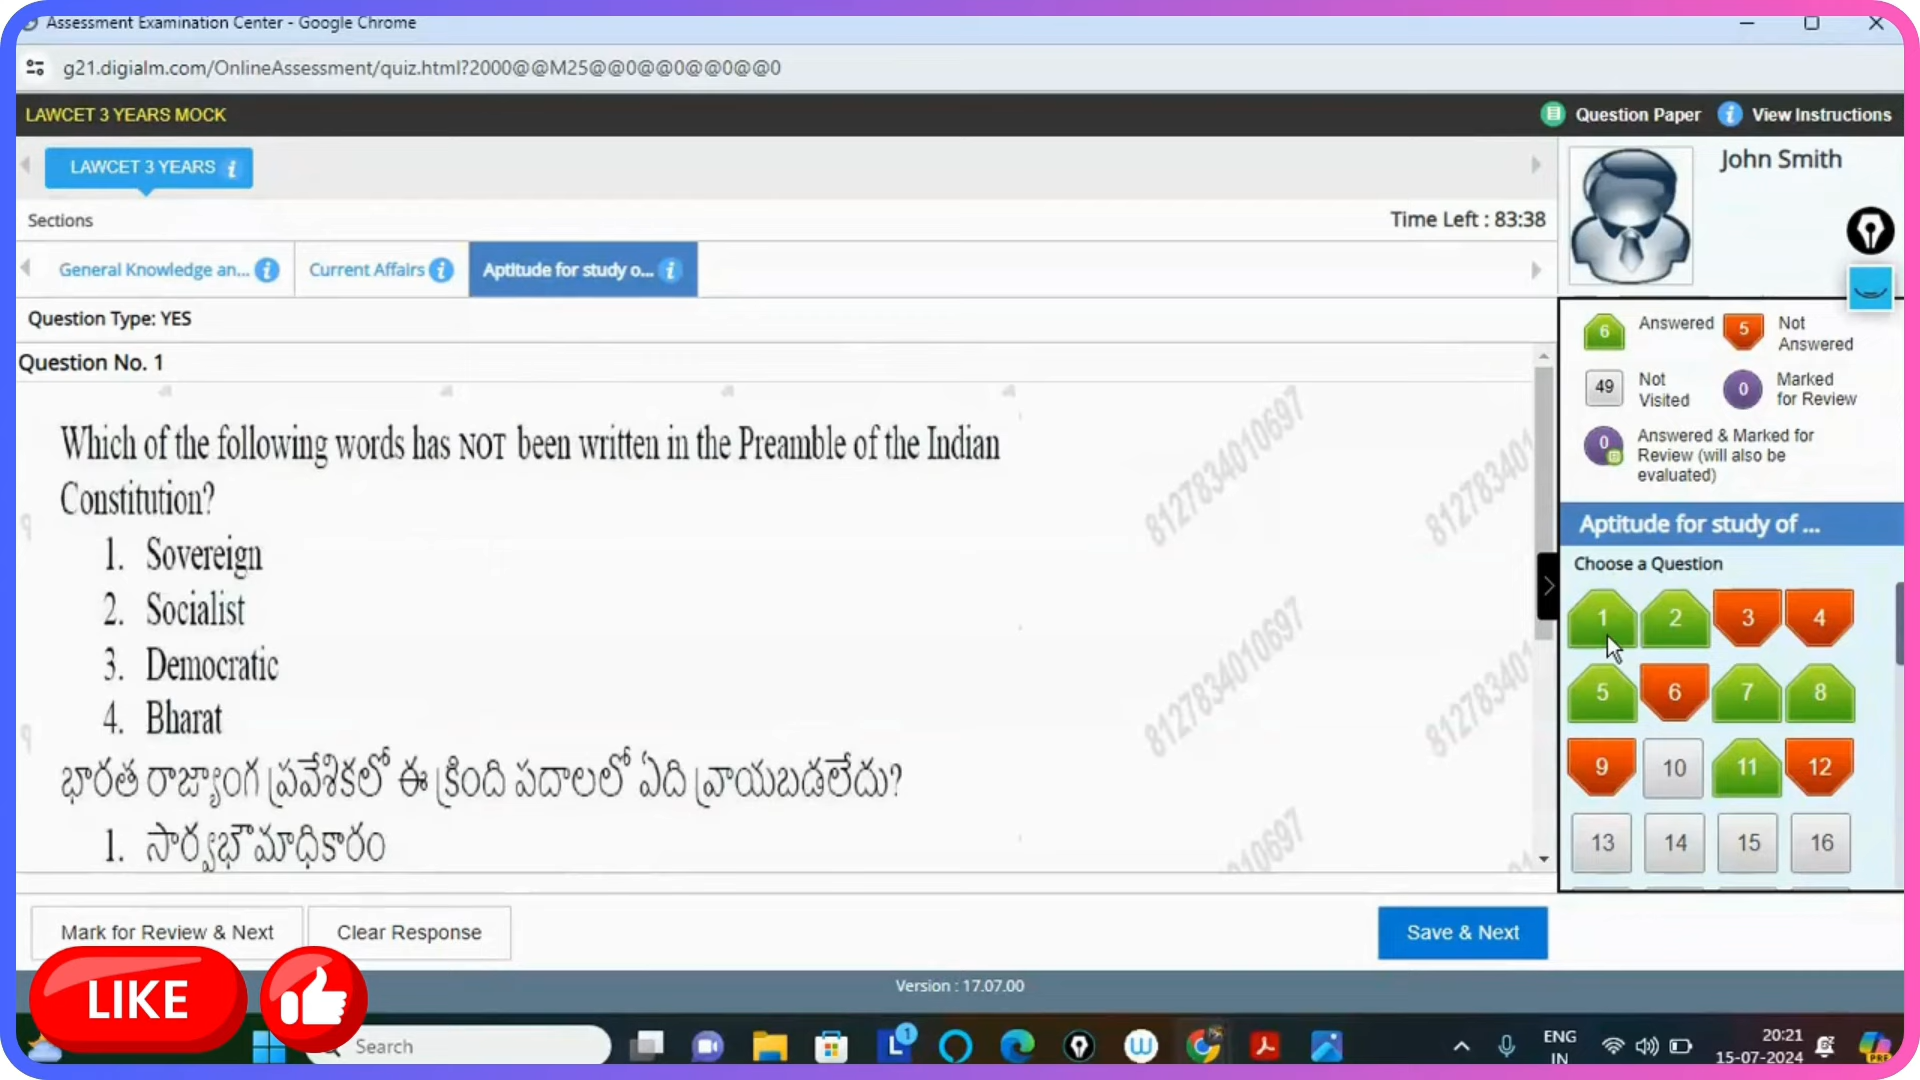 Assessment Examination Center - Google Chrome
g21.digialm.com/OnlineAssessment/quiz.html?2000@@M25@@0@@0@@0@@0
LAWCET 3 YEARS MOCK
Question Paper
View Instructions
LAWCET 3 YEARS
John Smith
Sections
Time Left : 83:38
General Knowledge an...
Current Affairs
Aptitude for study o...
Question Type: YES
Question No. 1
Which of the following words has NOT been written in the Preamble of the Indian
Constitution?
1. Sovereign
2. Socialist
3. Democratic
4. Bharat
భారత రాజ్యాంగ ప్రవేశికలో ఈ క్రింది పదాలలో ఏది వ్రాయబడలేదు?
1. సార్వభౌమాధికారం
812783401069​7
812783401069​7
6 Answered
5 Not
Answered
49 Not
Visited
0 Marked
for Review
0 Answered & Marked for
Review (will also be
evaluated)
Aptitude for study of ...
Choose a Question
1 2 3 4
5 6 7 8
9 10 11 12
13 14 15 16
Mark for Review & Next
Clear Response
Save & Next
Version : 17.07.00
LIKE
Search
1
ENG
IN
20:21
15-07-2024
PRE